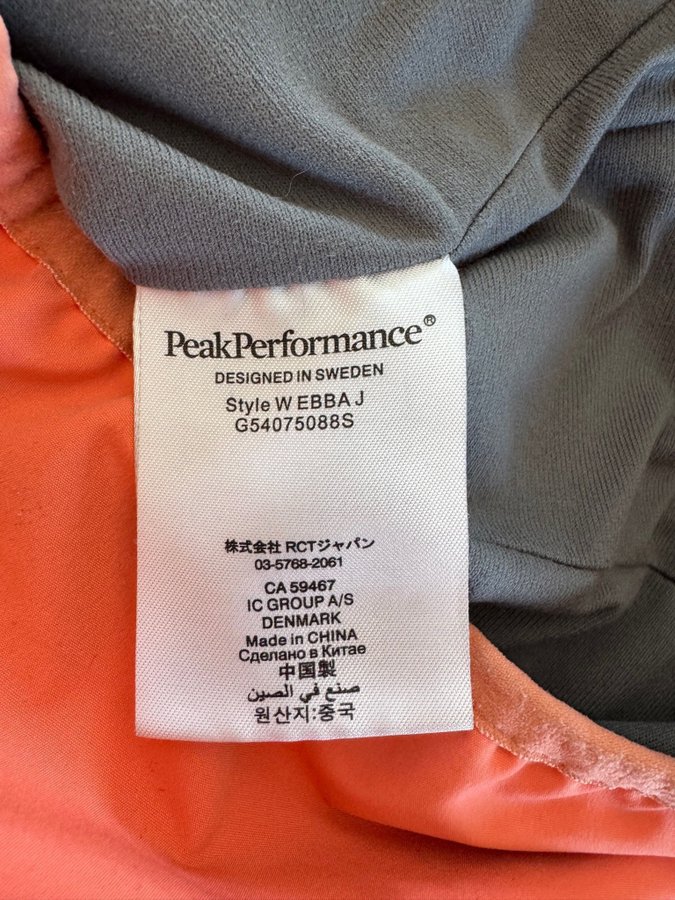 PeakPerformance®
DESIGNED IN SWEDEN
Style W EBBA J
G54075088S
株式会社 RCTジャパン
03-5768-2061
CA 59467
IC GROUP A/S
DENMARK
Made in CHINA
Сделано в Китае
中国製
صنع في الصين
원산지:중국